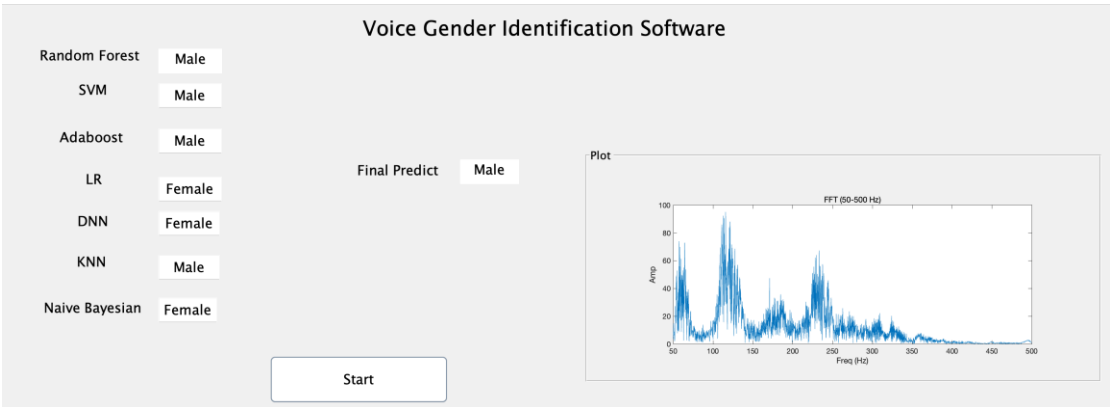 Voice Gender Identification Software
Random Forest Male
SVM Male
Adaboost Male
LR Female
DNN Female
KNN Male
Naive Bayesian Female
Final Predict Male
Start
Plot
FFT (50-500 Hz)
100
80
60
40
20
0
Amp
50 100 150 200 250 300 350 400 450 500
Freq (Hz)